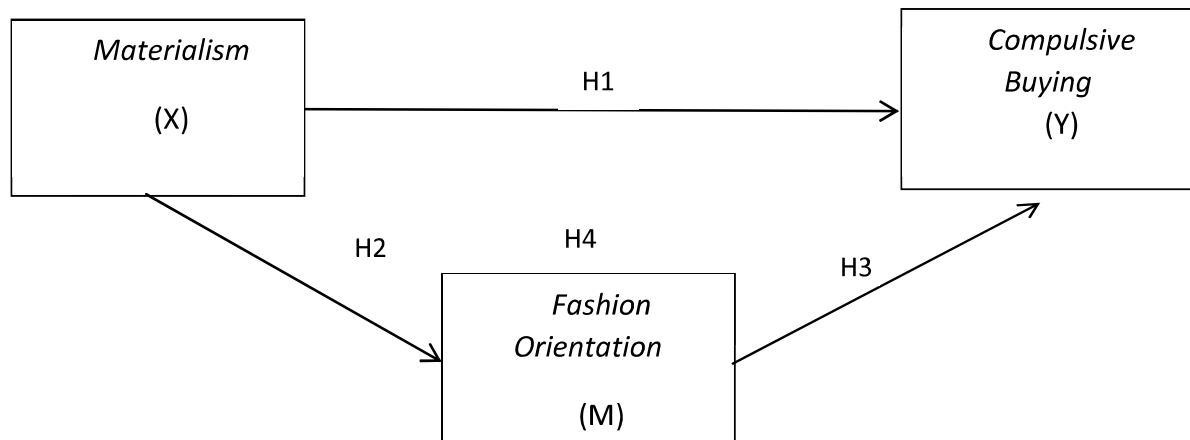 Materialism
(X)
H1
Compulsive
Buying
(Y)
H2
H4
H3
Fashion
Orientation
(M)